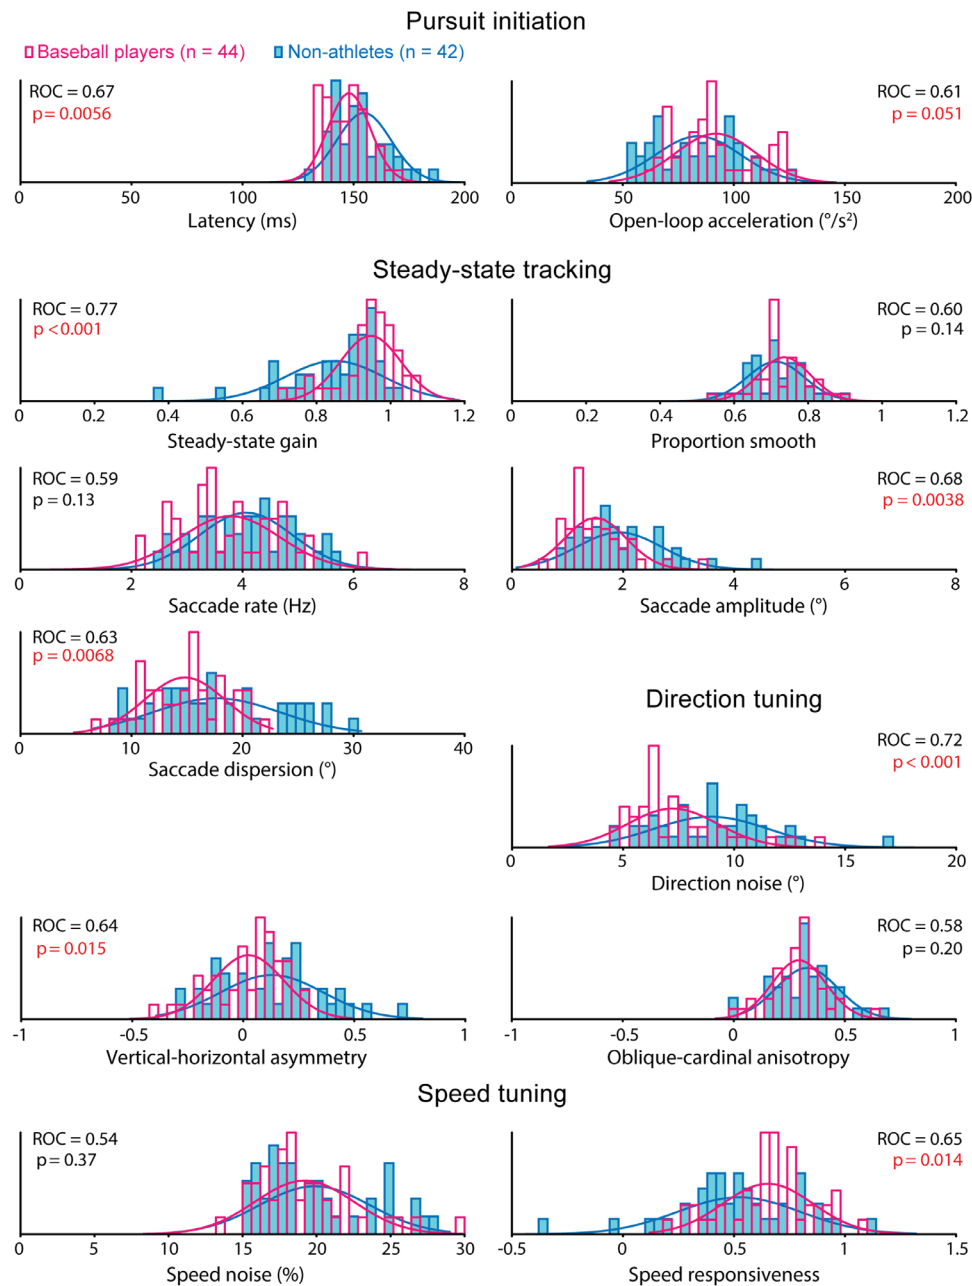 Pursuit initiation
Baseball players (n = 44) Non-athletes (n = 42)
ROC = 0.67
p = 0.0056
0 50 100 150 200
Latency (ms)
ROC = 0.61
p = 0.051
0 50 100 150 200
Open-loop acceleration (°/s²)
Steady-state tracking
ROC = 0.77
p <0.001
0 0.2 0.4 0.6 0.8 1 1.2
Steady-state gain
ROC = 0.60
p = 0.14
0 0.2 0.4 0.6 0.8 1 1.2
Proportion smooth
ROC = 0.59
p = 0.13
0 2 4 6 8
Saccade rate (Hz)
ROC = 0.68
p = 0.0038
0 2 4 6 8
Saccade amplitude (°)
ROC = 0.63
p = 0.0068
0 10 20 30 40
Saccade dispersion (°)
Direction tuning
ROC = 0.72
p < 0.001
0 5 10 15 20
Direction noise (°)
ROC = 0.64
p = 0.015
-1 -0.5 0 0.5 1
Vertical-horizontal asymmetry
ROC = 0.58
p = 0.20
-1 -0.5 0 0.5 1
Oblique-cardinal anisotropy
Speed tuning
ROC = 0.54
p = 0.37
0 5 10 15 20 25 30
Speed noise (%)
ROC = 0.65
p = 0.014
-0.5 0 0.5 1 1.5
Speed responsiveness